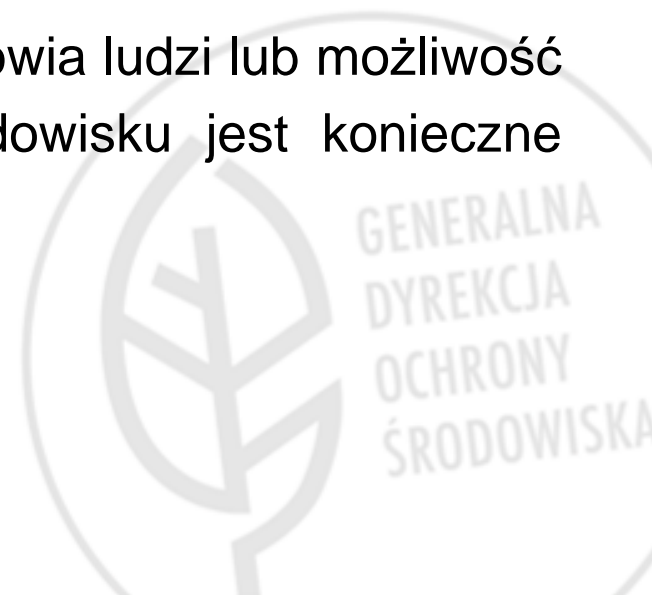 owia ludzi lub możliwość
dowisku jest konieczne
GENERALNA
DYREKCJA
OCHRONY
ŚRODOWISKA